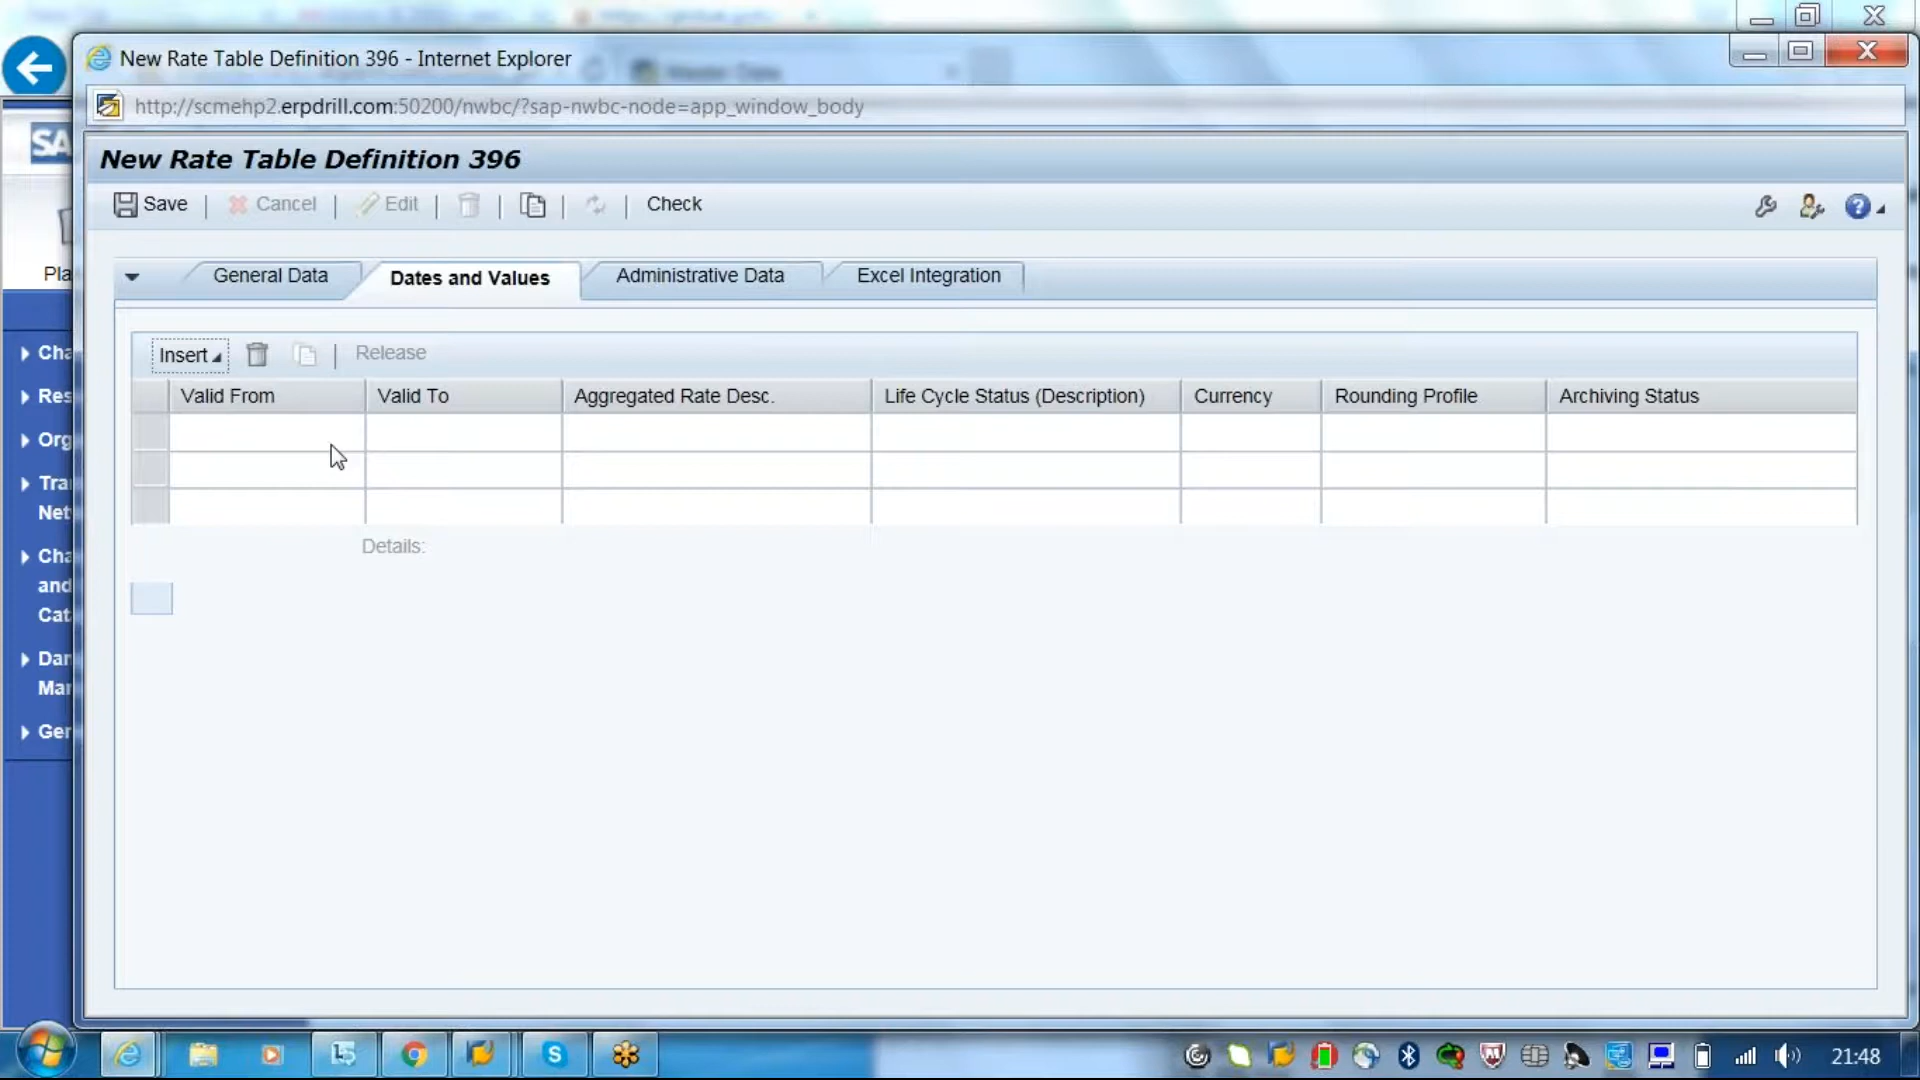 New Rate Table Definition 396 - Internet Explorer
http://scmehp2.erpdrill.com:50200/nwbc/?sap-nwbc-node=app_window_body
SA
New Rate Table Definition 396
Save | Cancel | Edit | | | | Check
Pla
General Data Dates and Values Administrative Data Excel Integration
Insert | Release
Valid From Valid To Aggregated Rate Desc. Life Cycle Status (Description) Currency Rounding Profile Archiving Status
Details:
Cha
Res
Org
Tra
Net
Cha
and
Cat
Dan
Mar
Ger
21:48